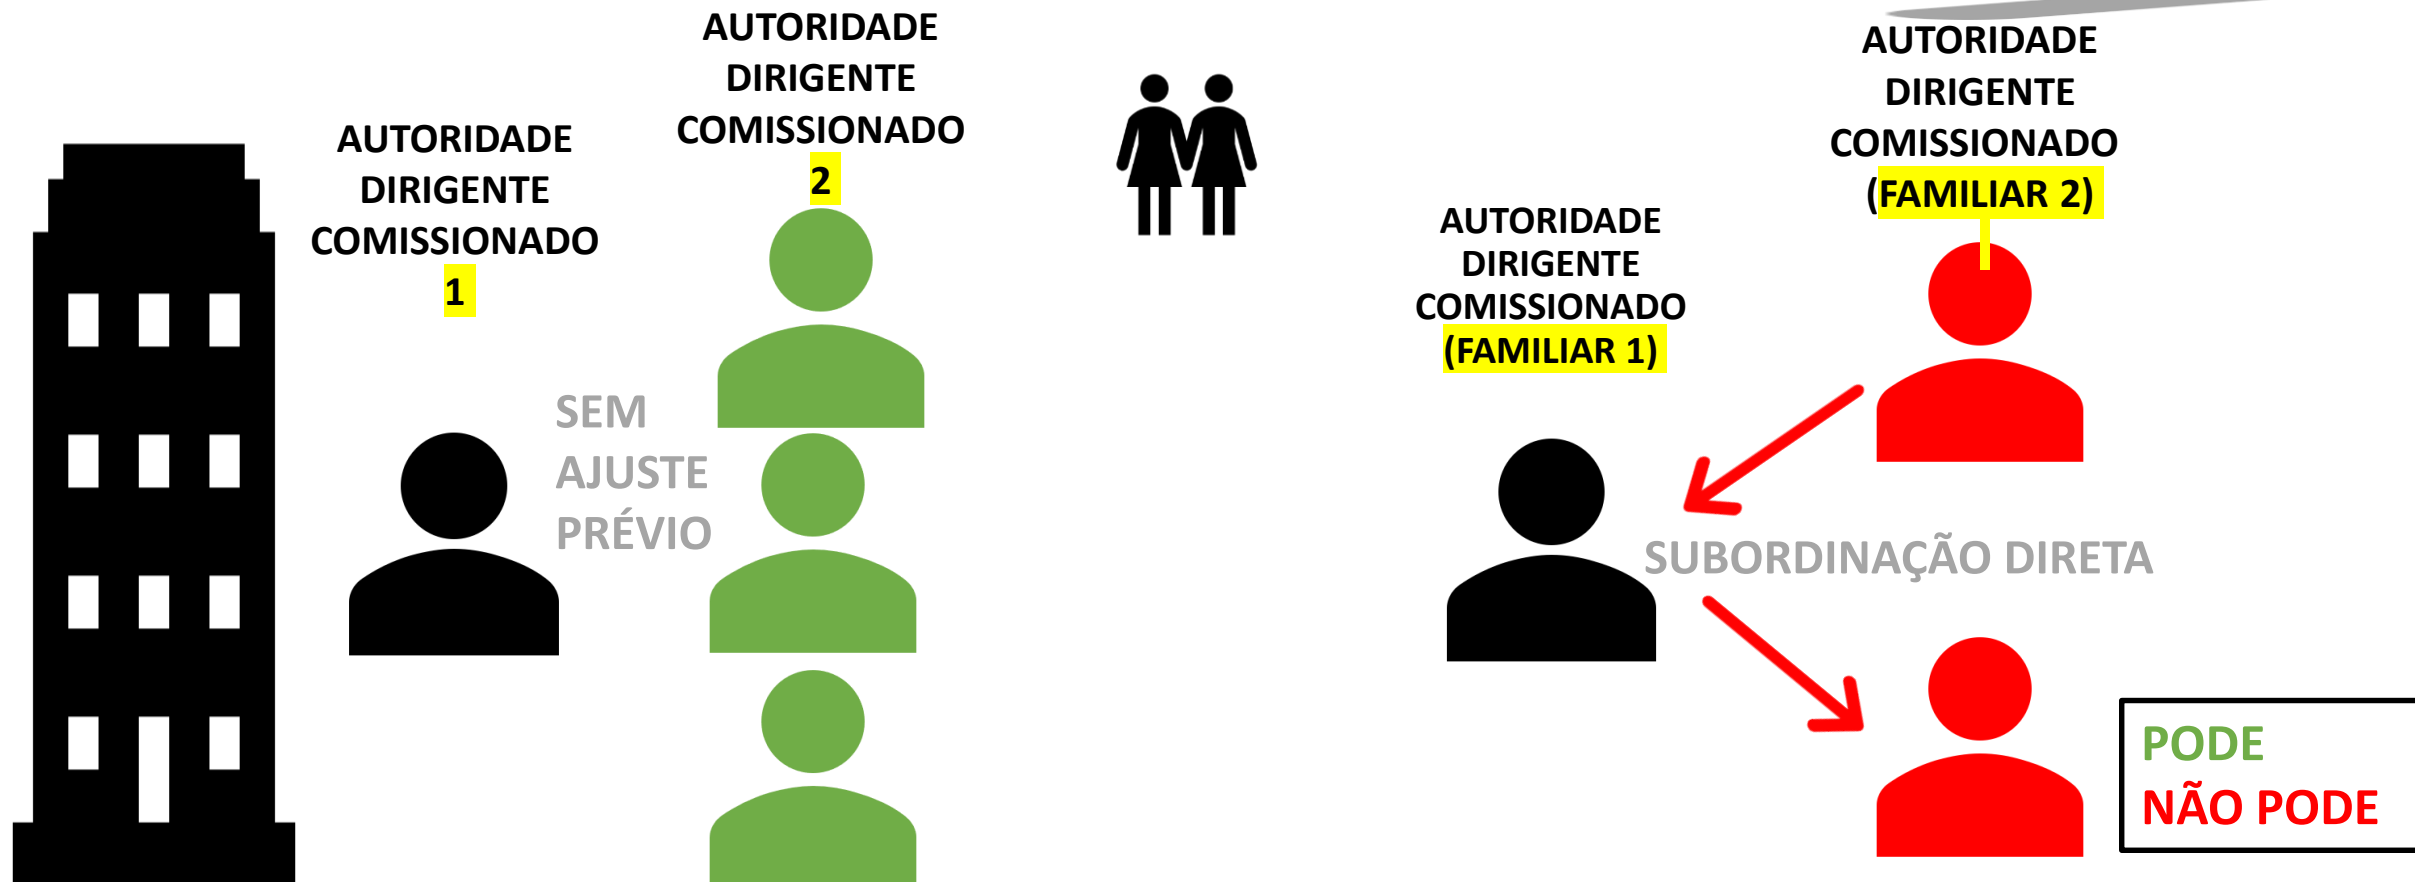 AUTORIDADE
DIRIGENTE
COMISSIONADO
1
AUTORIDADE
DIRIGENTE
COMISSIONADO
2
SEM
AJUSTE
PRÉVIO
AUTORIDADE
DIRIGENTE
COMISSIONADO
(FAMILIAR 1)
AUTORIDADE
DIRIGENTE
COMISSIONADO
(FAMILIAR 2)
SUBORDINAÇÃO DIRETA
PODE
NÃO PODE